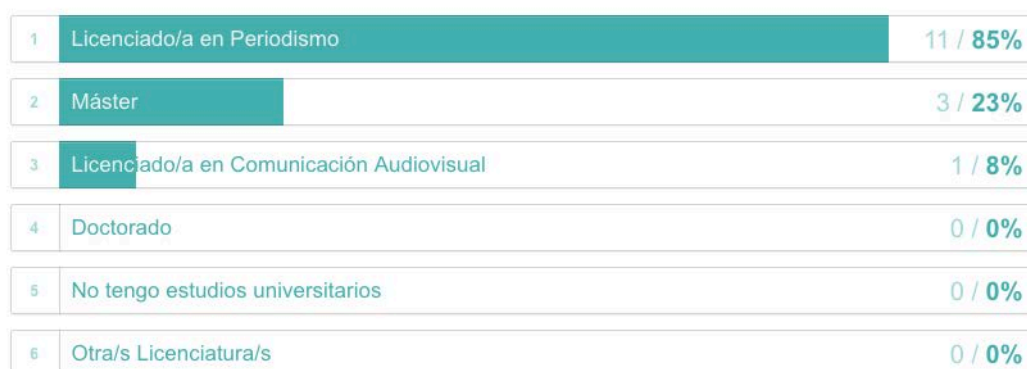 1 Licenciado/a en Periodismo 11 / 85%
2 Máster 3 / 23%
3 Licenciado/a en Comunicación Audiovisual 1 / 8%
4 Doctorado 0 / 0%
5 No tengo estudios universitarios 0 / 0%
6 Otra/s Licenciatura/s 0 / 0%